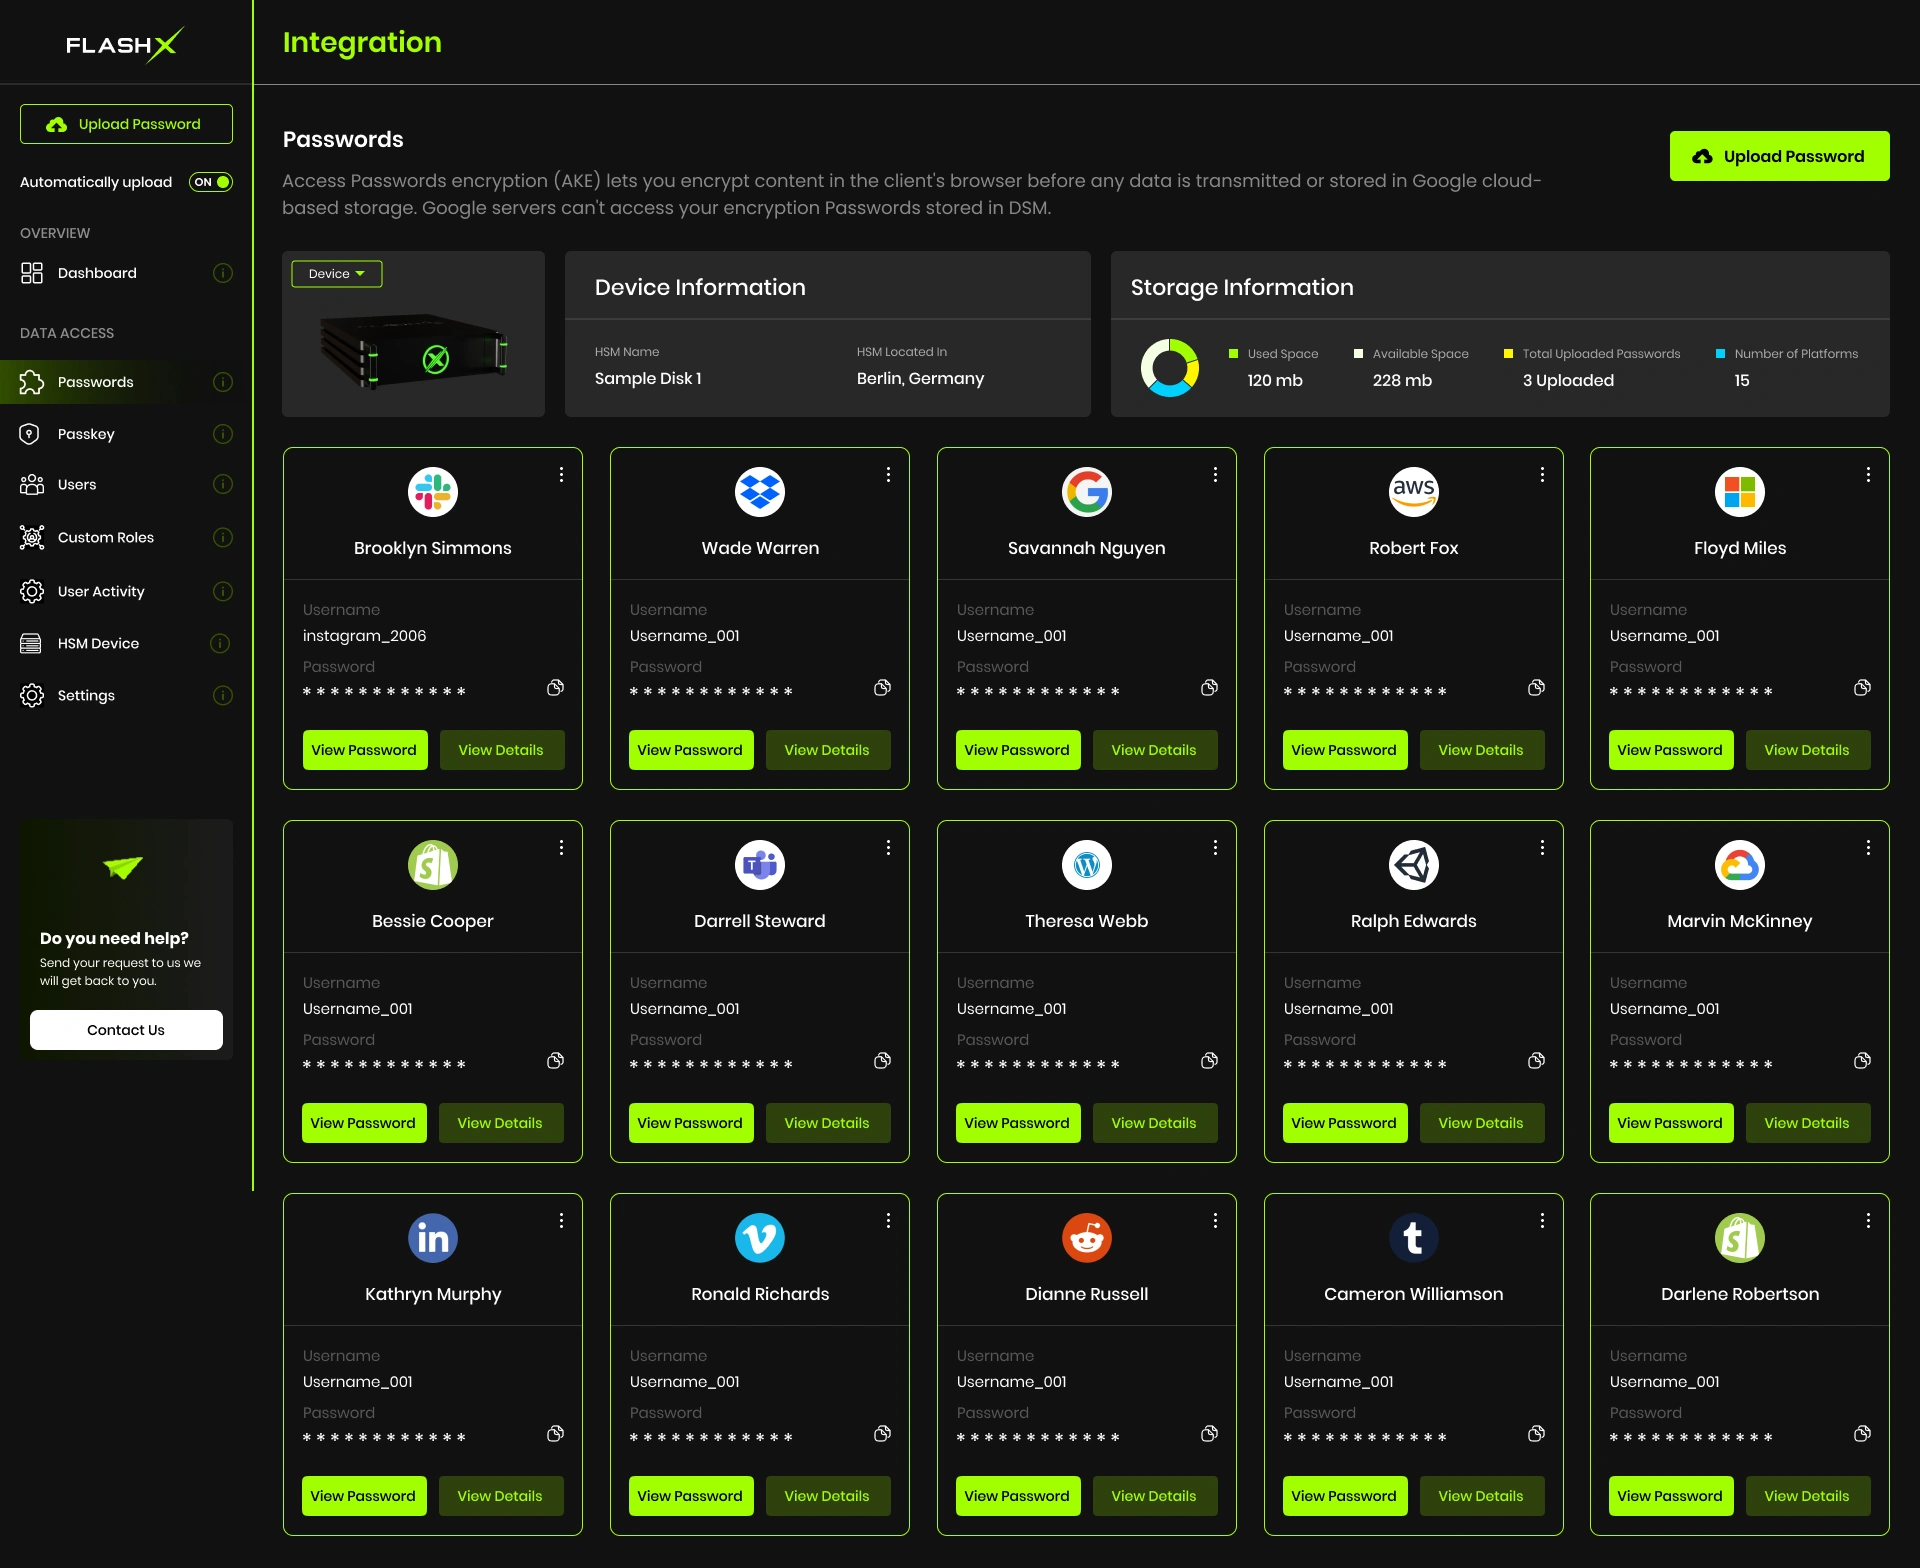 FLASHX
Integration
Upload Password
Automatically upload ON
OVERVIEW
Dashboard
DATA ACCESS
Passwords
Passkey
Users
Custom Roles
User Activity
HSM Device
Settings
Do you need help?
Send your request to us we
will get back to you.
Contact Us
Passwords
Access Passwords encryption (AKE) lets you encrypt content in the client's browser before any data is transmitted or stored in Google cloud-
based storage. Google servers can't access your encryption Passwords stored in DSM.
Upload Password
Device
Device Information
HSM Name
Sample Disk 1
HSM Located In
Berlin, Germany
Storage Information
Used Space
120 mb
Available Space
228 mb
Total Uploaded Passwords
3 Uploaded
Number of Platforms
15
Brooklyn Simmons
Username
instagram_2006
Password
* * * * * * * * * * * *
View Password View Details
Wade Warren
Username
Username_001
Password
* * * * * * * * * * * *
View Password View Details
G
Savannah Nguyen
Username
Username_001
Password
* * * * * * * * * * * *
View Password View Details
aws
Robert Fox
Username
Username_001
Password
* * * * * * * * * * * *
View Password View Details
Floyd Miles
Username
Username_001
Password
* * * * * * * * * * * *
View Password View Details
S
Bessie Cooper
Username
Username_001
Password
* * * * * * * * * * * *
View Password View Details
T
Darrell Steward
Username
Username_001
Password
* * * * * * * * * * * *
View Password View Details
W
Theresa Webb
Username
Username_001
Password
* * * * * * * * * * * *
View Password View Details
Ralph Edwards
Username
Username_001
Password
* * * * * * * * * * * *
View Password View Details
Marvin McKinney
Username
Username_001
Password
* * * * * * * * * * * *
View Password View Details
in
Kathryn Murphy
Username
Username_001
Password
* * * * * * * * * * * *
View Password View Details
v
Ronald Richards
Username
Username_001
Password
* * * * * * * * * * * *
View Password View Details
Dianne Russell
Username
Username_001
Password
* * * * * * * * * * * *
View Password View Details
t
Cameron Williamson
Username
Username_001
Password
* * * * * * * * * * * *
View Password View Details
S
Darlene Robertson
Username
Username_001
Password
* * * * * * * * * * * *
View Password View Details